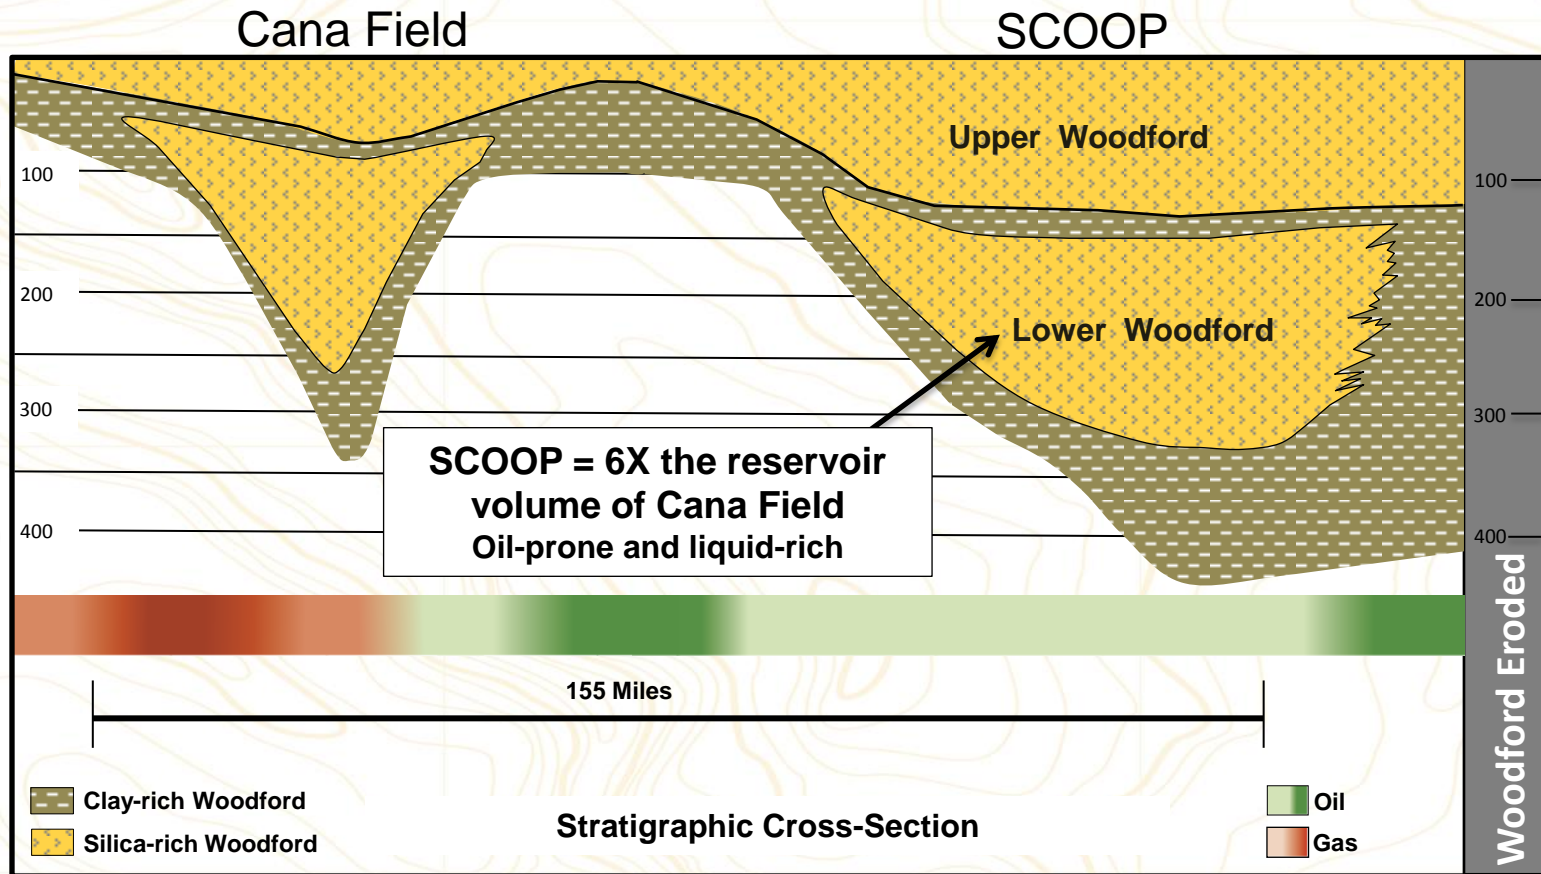 Cana Field
SCOOP
Upper Woodford
100
100
200
200
Lower Woodford
300
300
SCOOP = 6X the reservoir
volume of Cana Field
Oil-prone and liquid-rich
400
400
Woodford Eroded
155 Miles
Clay-rich Woodford
Silica-rich Woodford
Stratigraphic Cross-Section
Oil
Gas